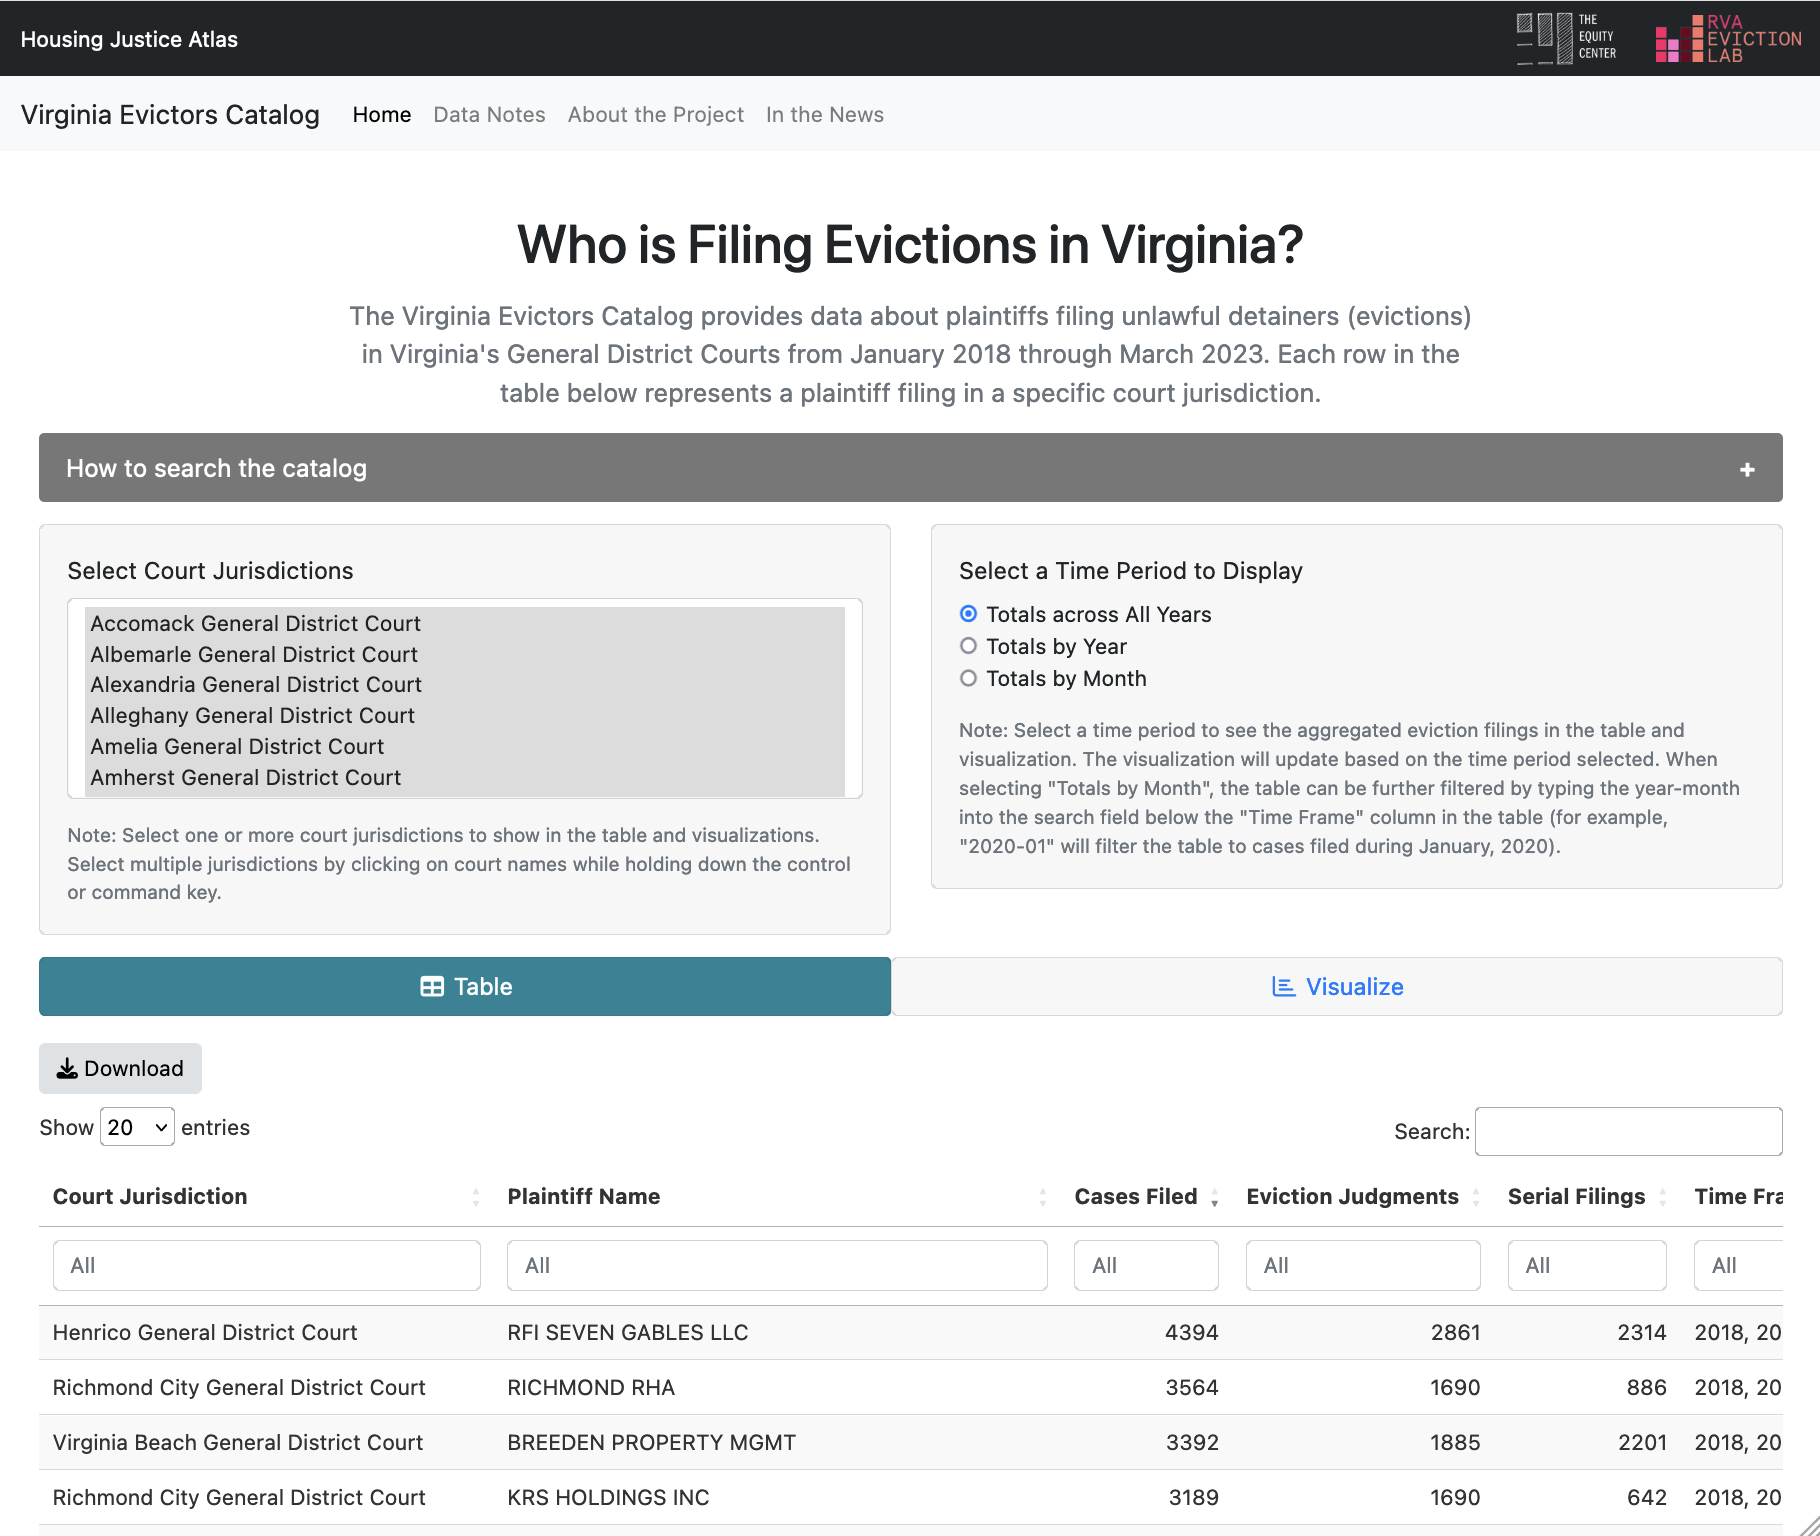 Housing Justice Atlas
THE
EQUITY
CENTER
RVA
EVICTION
LAB
Virginia Evictors Catalog Home Data Notes About the Project In the News
Who is Filing Evictions in Virginia?
The Virginia Evictors Catalog provides data about plaintiffs filing unlawful detainers (evictions)
in Virginia's General District Courts from January 2018 through March 2023. Each row in the
table below represents a plaintiff filing in a specific court jurisdiction.
How to search the catalog +
Select Court Jurisdictions
Accomack General District Court
Albemarle General District Court
Alexandria General District Court
Alleghany General District Court
Amelia General District Court
Amherst General District Court
Note: Select one or more court jurisdictions to show in the table and visualizations.
Select multiple jurisdictions by clicking on court names while holding down the control
or command key.
Select a Time Period to Display
Totals across All Years
Totals by Year
Totals by Month
Note: Select a time period to see the aggregated eviction filings in the table and
visualization. The visualization will update based on the time period selected. When
selecting "Totals by Month", the table can be further filtered by typing the year-month
into the search field below the "Time Frame" column in the table (for example,
"2020-01" will filter the table to cases filed during January, 2020).
Table
Visualize
Download
Show 20 entries
Search:
Court Jurisdiction Plaintiff Name Cases Filed Eviction Judgments Serial Filings Time Fra
All All All All All All
Henrico General District Court RFI SEVEN GABLES LLC 4394 2861 2314 2018, 20
Richmond City General District Court RICHMOND RHA 3564 1690 886 2018, 20
Virginia Beach General District Court BREEDEN PROPERTY MGMT 3392 1885 2201 2018, 20
Richmond City General District Court KRS HOLDINGS INC 3189 1690 642 2018, 20